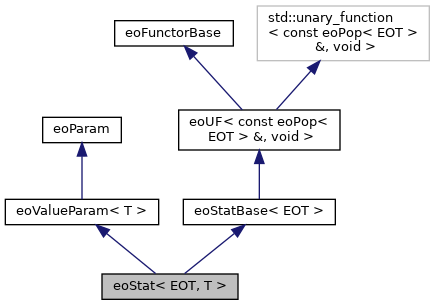 eoFunctorBase
std::unary_function
< const eoPop< EOT >
&, void >
eoParam
eoUF< const eoPop<
EOT > &, void >
eoValueParam< T >
eoStatBase< EOT >
eoStat< EOT, T >